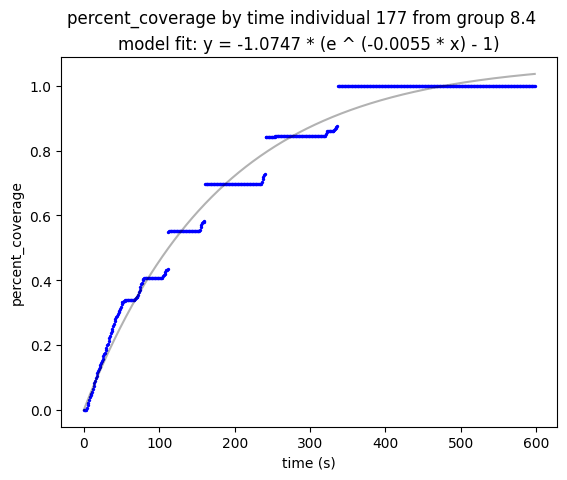 percent_coverage by time individual 177 from group 8.4
model fit: y = -1.0747 * (e ^ (-0.0055 * x) - 1)
1.0
0.8
0.6
0.4
0.2
0.0
percent_coverage
0 100 200 300 400 500 600
time (s)